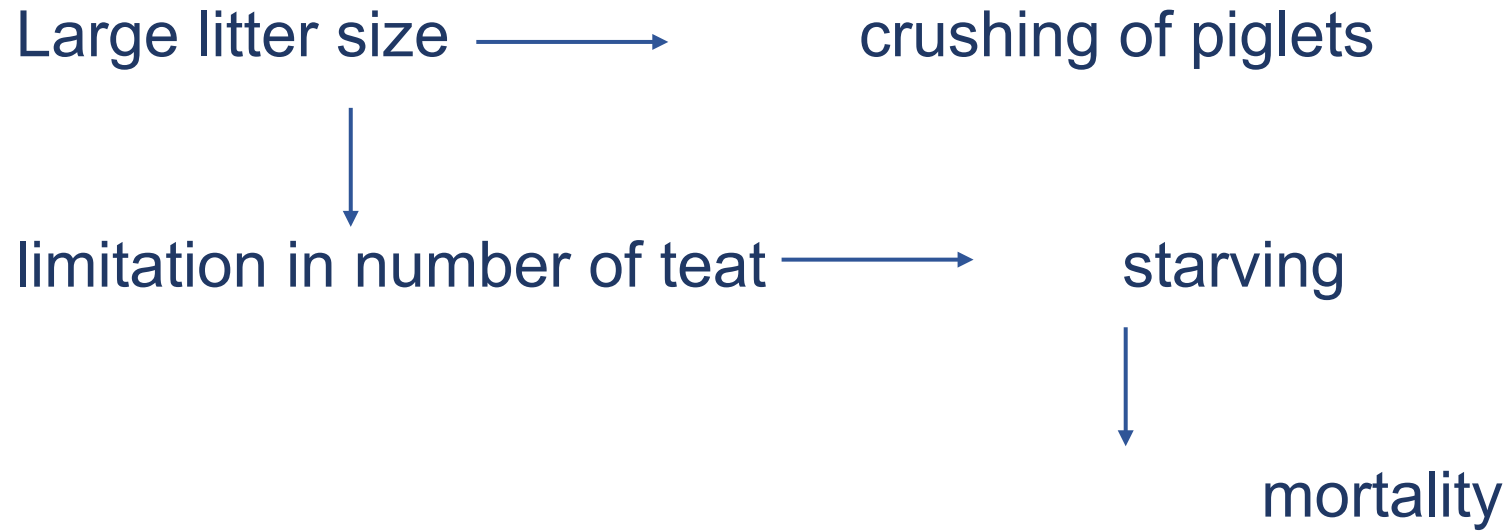 Large litter size crushing of piglets
limitation in number of teat starving
mortality